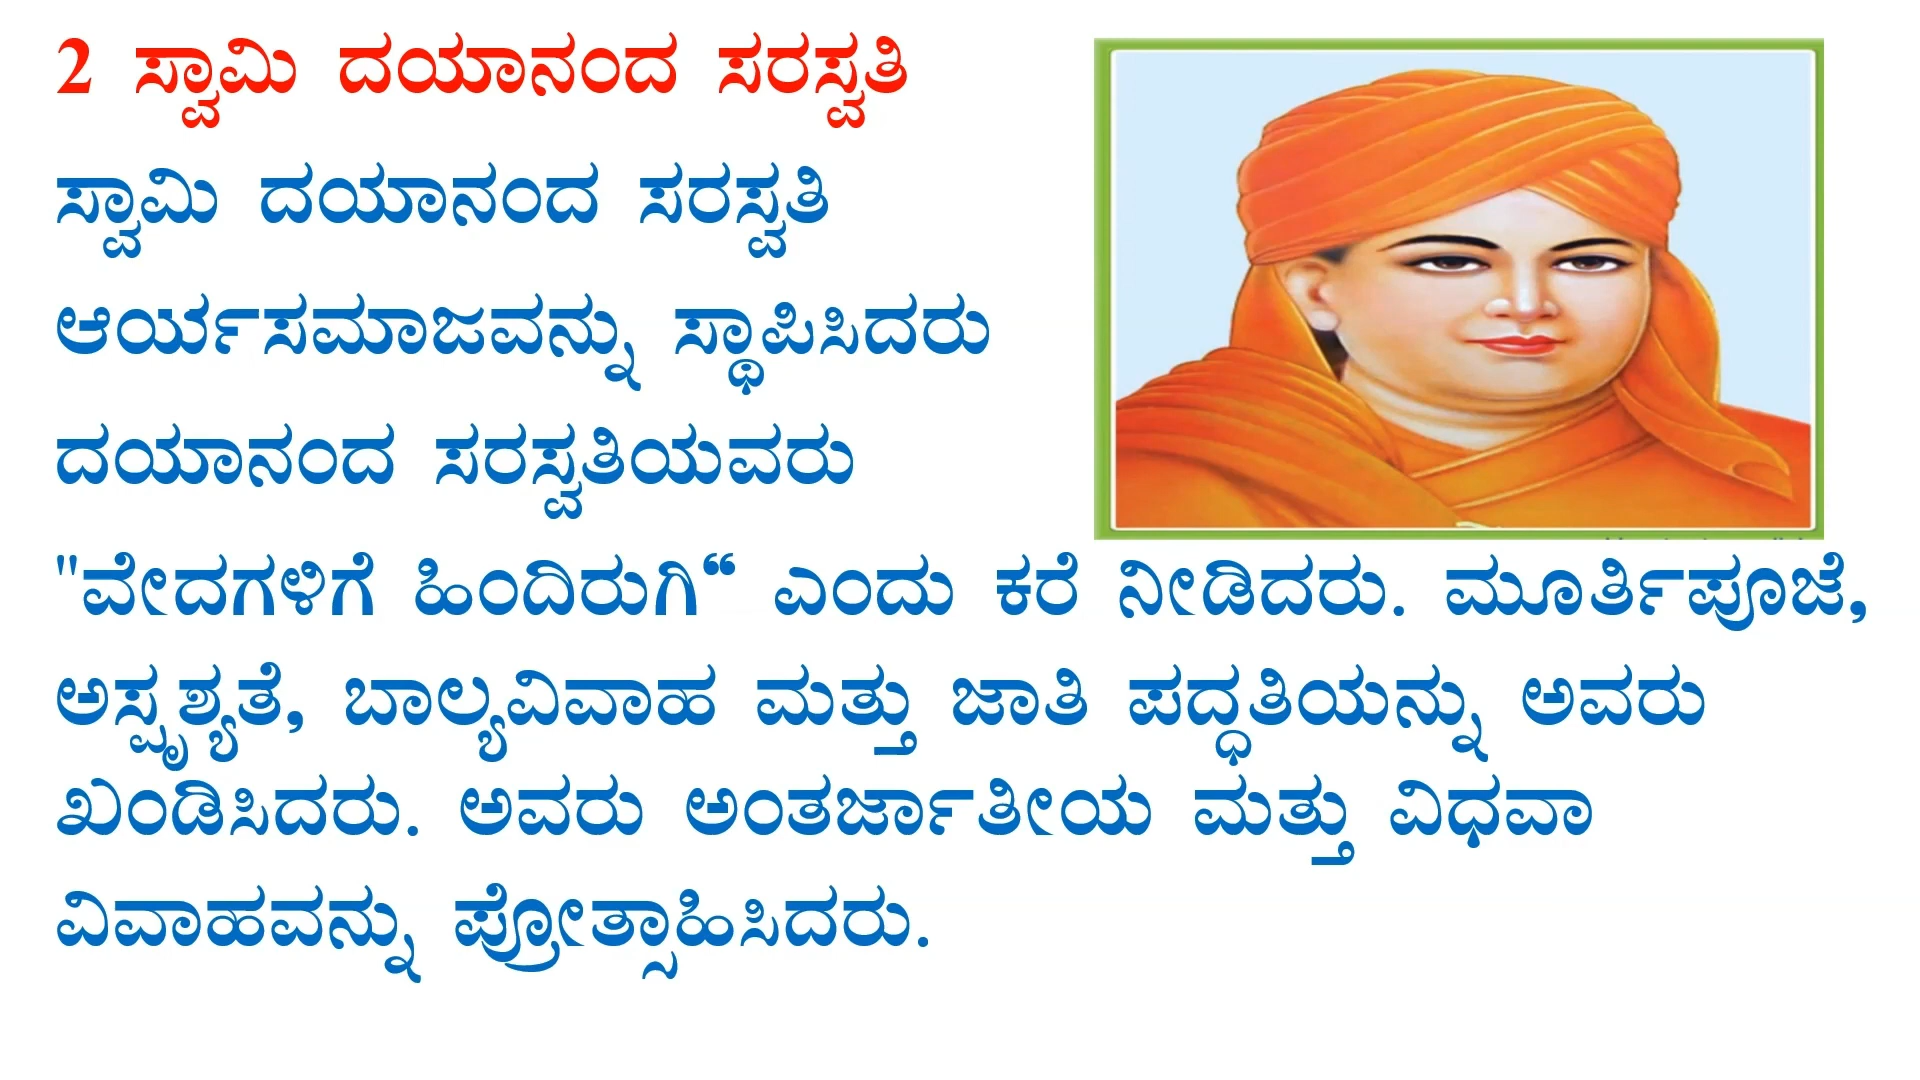 2 ಸ್ವಾಮಿ ದಯಾನಂದ ಸರಸ್ವತಿ
ಸ್ವಾಮಿ ದಯಾನಂದ ಸರಸ್ವತಿ
ಆರ್ಯಸಮಾಜವನ್ನು ಸ್ಥಾಪಿಸಿದರು
ದಯಾನಂದ ಸರಸ್ವತಿಯವರು
"ವೇದಗಳಿಗೆ ಹಿಂದಿರುಗಿ“ ಎಂದು ಕರೆ ನೀಡಿದರು. ಮೂರ್ತಿಪೂಜೆ,
ಅಸ್ಪೃಶ್ಯತೆ, ಬಾಲ್ಯವಿವಾಹ ಮತ್ತು ಜಾತಿ ಪದ್ಧತಿಯನ್ನು ಅವರು
ಖಂಡಿಸಿದರು. ಅವರು ಅಂತರ್ಜಾತೀಯ ಮತ್ತು ವಿಧವಾ
ವಿವಾಹವನ್ನು ಪ್ರೋತ್ಸಾಹಿಸಿದರು.